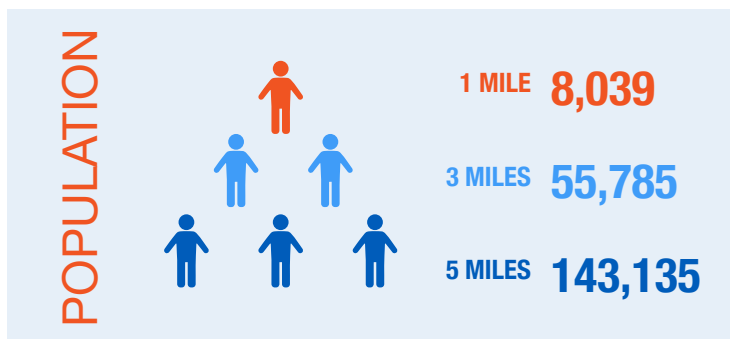 POPULATION
1 MILE 8,039
3 MILES 55,785
5 MILES 143,135